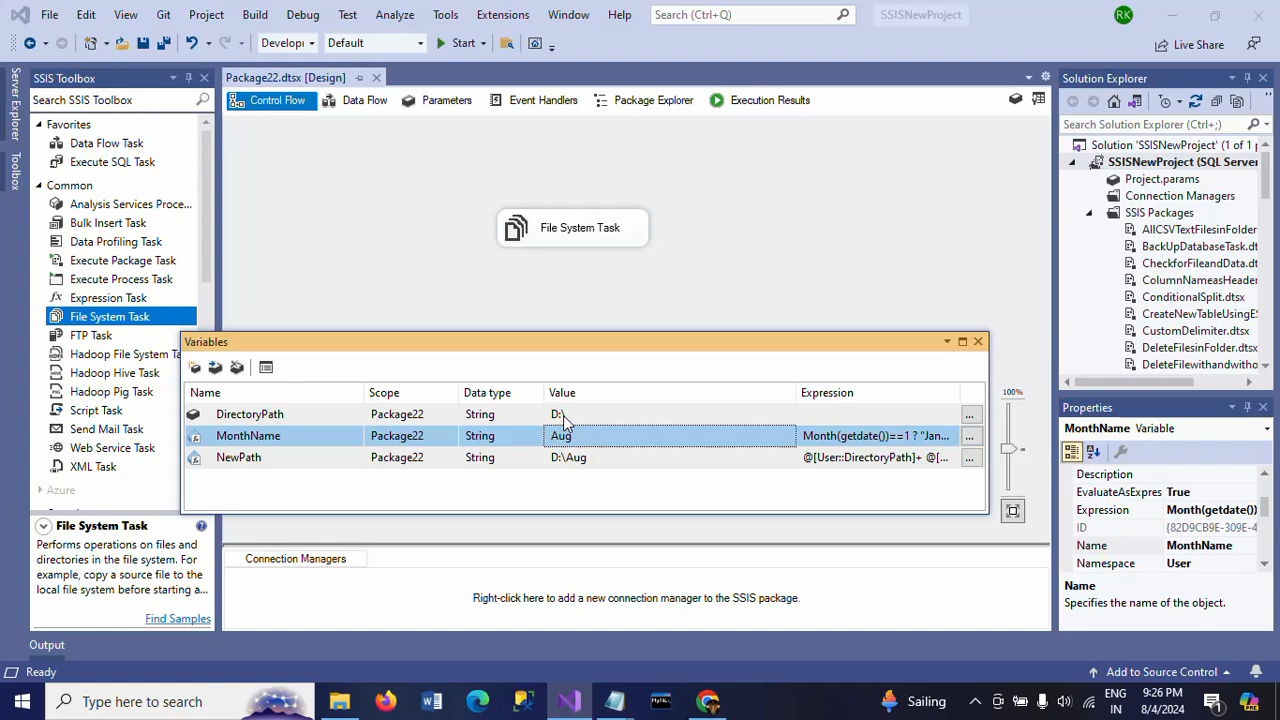 File Edit View Git Project Build Debug Test Analyze Tools Extensions Window Help Search (Ctrl+Q) SSISNewProject RK
Developi Default Start Live Share
SSIS Toolbox Package22.dtsx [Design] Solution Explorer
Server Explorer
Toolbox
Search SSIS Toolbox Control Flow Data Flow Parameters Event Handlers Package Explorer Execution Results
Search Solution Explorer (Ctrl+;)
Favorites
Data Flow Task
Execute SQL Task
Common
Analysis Services Proce...
Bulk Insert Task
Data Profiling Task
Execute Package Task
Execute Process Task
Expression Task
File System Task
FTP Task
Hadoop File System Ta
Hadoop Hive Task
Hadoop Pig Task
Script Task
Send Mail Task
Web Service Task
XML Task
Azure
File System Task
Performs operations on files and
directories in the file system. For
example, copy a source file to the
local file system before starting a...
Find Samples
File System Task
Variables
Name Scope Data type Value Expression
DirectoryPath Package22 String D:\
MonthName Package22 String Aug Month(getdate())==1 ? "Jan... ...
NewPath Package22 String D:\Aug @[User::DirectoryPath]+ @[... ...
100%
Connection Managers
Right-click here to add a new connection manager to the SSIS package.
Solution 'SSISNewProject' (1 of 1 p
SSISNewProject (SQL Server
Project.params
Connection Managers
SSIS Packages
AllCSVTextFilesinFolder
BackUpDatabaseTask.d
CheckforFileandData.dt
ColumnNameasHeader
ConditionalSplit.dtsx
CreateNewTableUsingE
CustomDelimiter.dtsx
DeleteFilesinFolder.dtx
DeleteFilewithandwitho
Properties
MonthName Variable
Description
EvaluateAsExpres True
Expression Month(getdate()
ID {82D9CB9E-309E-4
Name MonthName
Namespace User
Name
Specifies the name of the object.
Output
Ready Add to Source Control
Type here to search Sailing ENG IN 9:26 PM 8/4/2024 1